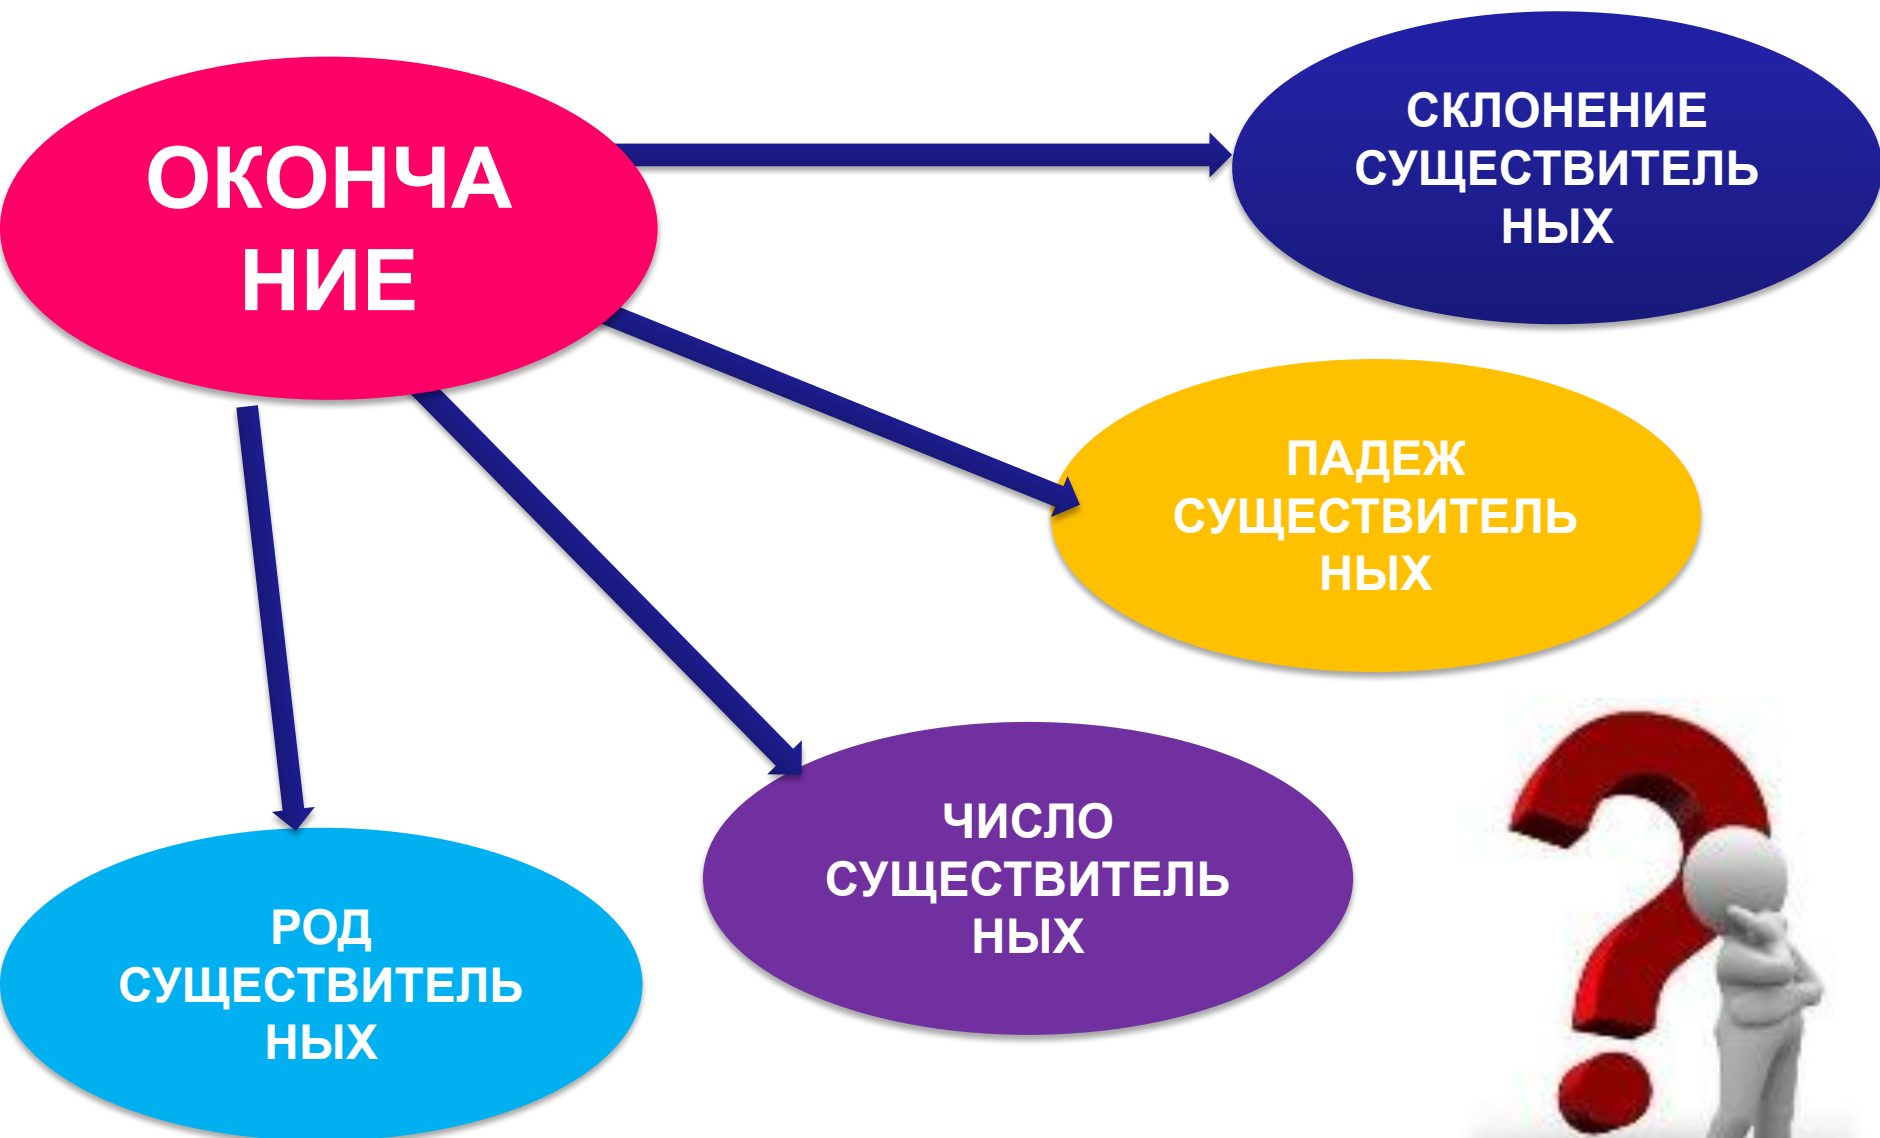 ОКОНЧА
НИЕ
СКЛОНЕНИЕ
СУЩЕСТВИТЕЛЬ
НЫХ
ПАДЕЖ
СУЩЕСТВИТЕЛЬ
НЫХ
ЧИСЛО
СУЩЕСТВИТЕЛЬ
НЫХ
РОД
СУЩЕСТВИТЕЛЬ
НЫХ